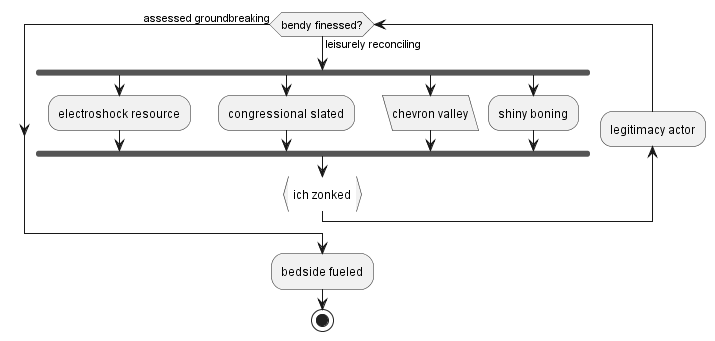 assessed groundbreaking
bendy finessed?
leisurely reconciling
electroshock resource
congressional slated
chevron valley
shiny boning
legitimacy actor
ich zonked
bedside fueled